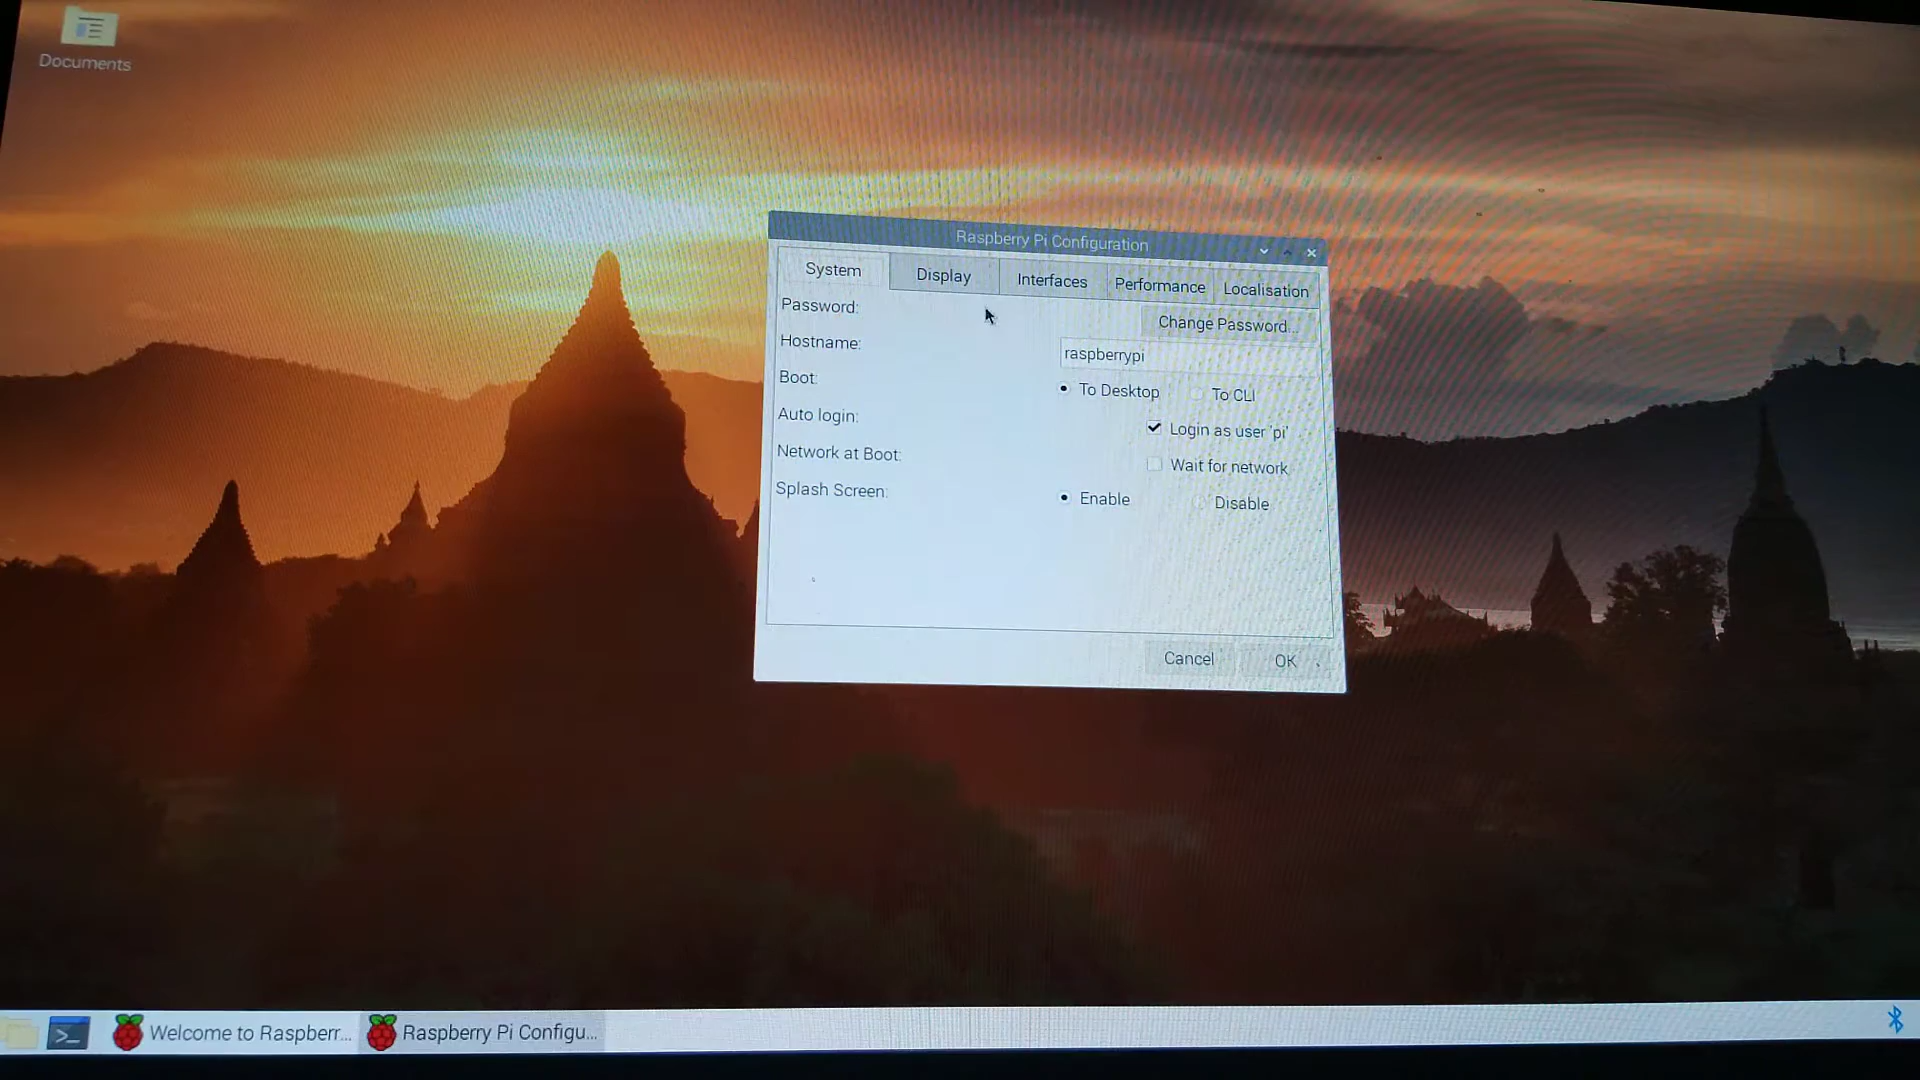 Documents
Raspberry Pi Configuration
System Display Interfaces Performance Localisation
Password: Change Password...
Hostname: raspberrypi
Boot: To Desktop To CLI
Auto login: Login as user 'pi'
Network at Boot: Wait for network
Splash Screen: Enable Disable
Cancel OK
Welcome to Raspberr... Raspberry Pi Configu...